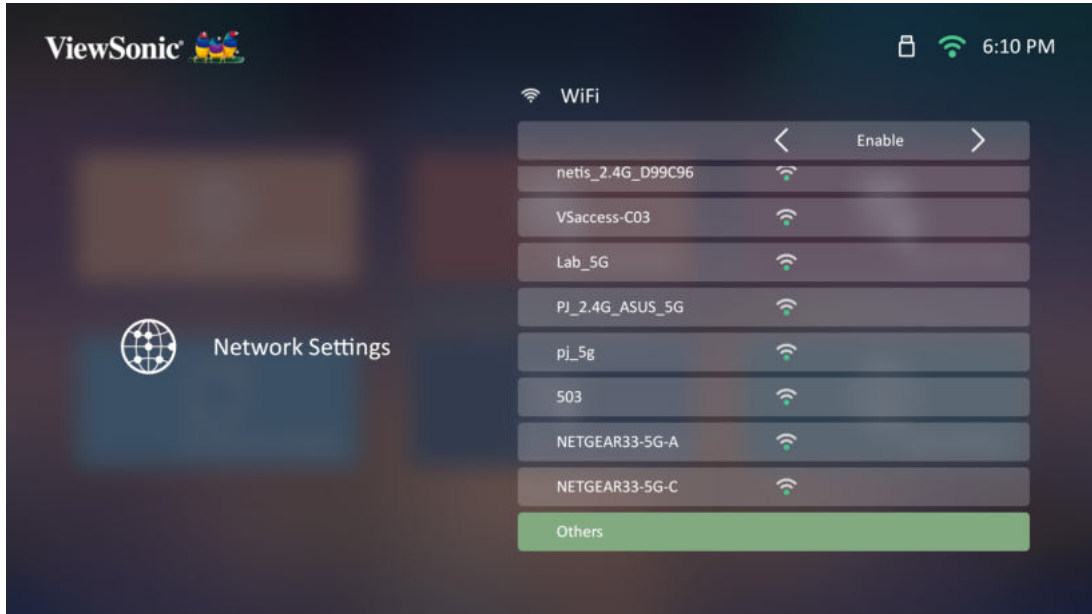 ViewSonic
6:10 PM
WiFi
Enable
netis_2.4G_D99C96
VSaccess-C03
Lab_5G
PJ_2.4G_ASUS_5G
Network Settings
pj_5g
503
NETGEAR33-5G-A
NETGEAR33-5G-C
Others